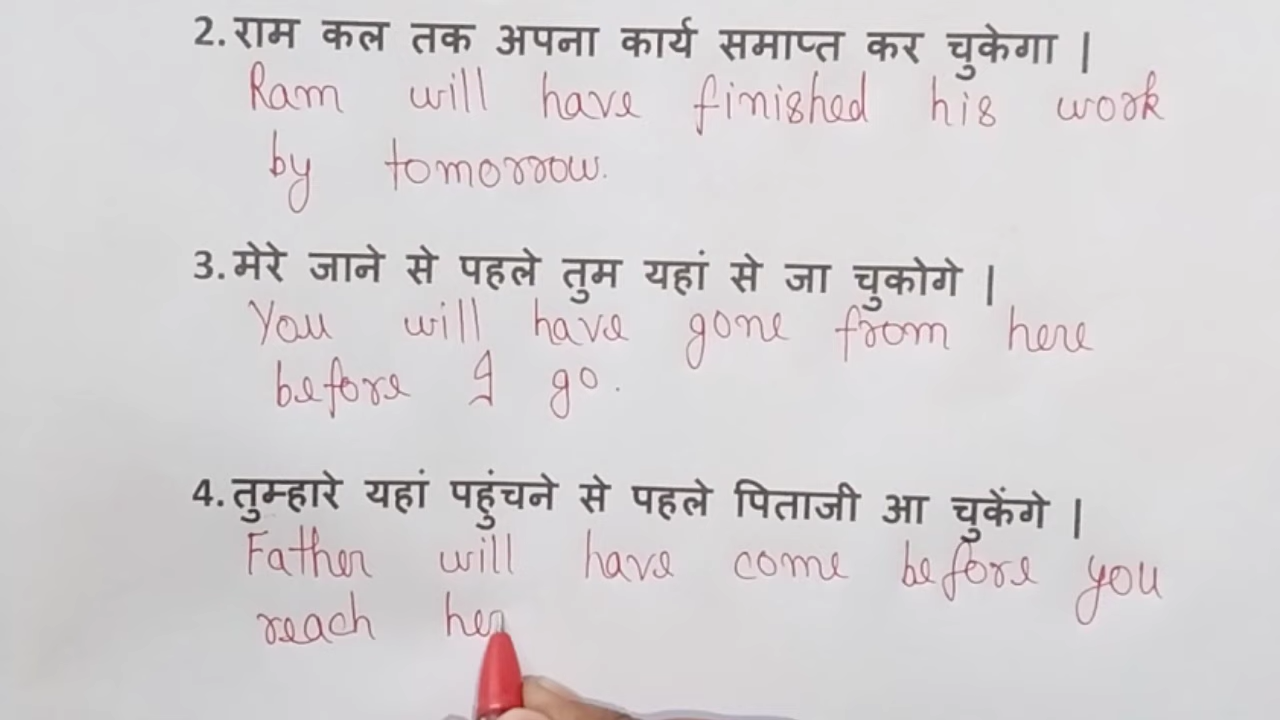 2. राम कल तक अपना कार्य समाप्त कर चुकेगा |
Ram will have finished his work
by tomorrow.
3. मेरे जाने से पहले तुम यहां से जा चुकोगे |
You will have gone from here
before I go.
4. तुम्हारे यहां पहुंचने से पहले पिताजी आ चुकेंगे |
Father will have come before you
reach her